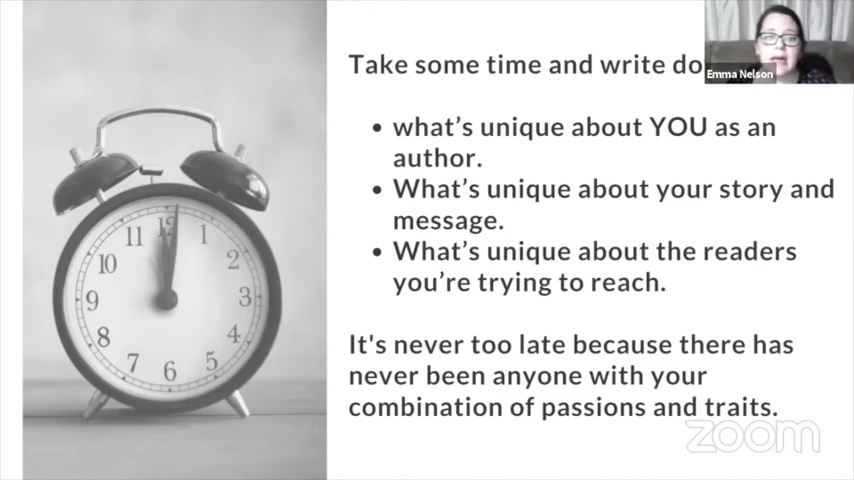 Take some time and write do
Emma Nelson
• what's unique about YOU as an
author.
• What's unique about your story and
message.
• What's unique about the readers
you're trying to reach.
It's never too late because there has
never been anyone with your
combination of passions and traits.
zoom
12
11
1
10
2
9
3
8
4
7
5
6